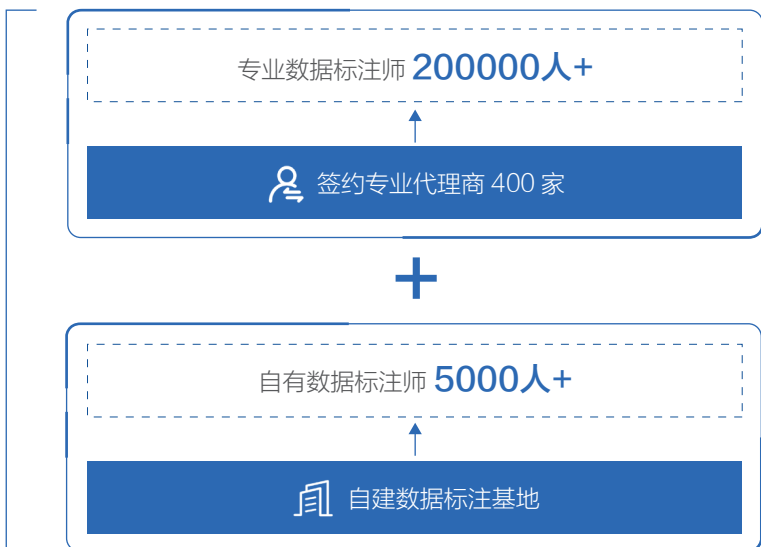 专业数据标注师 200000人+
签约专业代理商 400 家
+
自有数据标注师 5000人+
自建数据标注基地